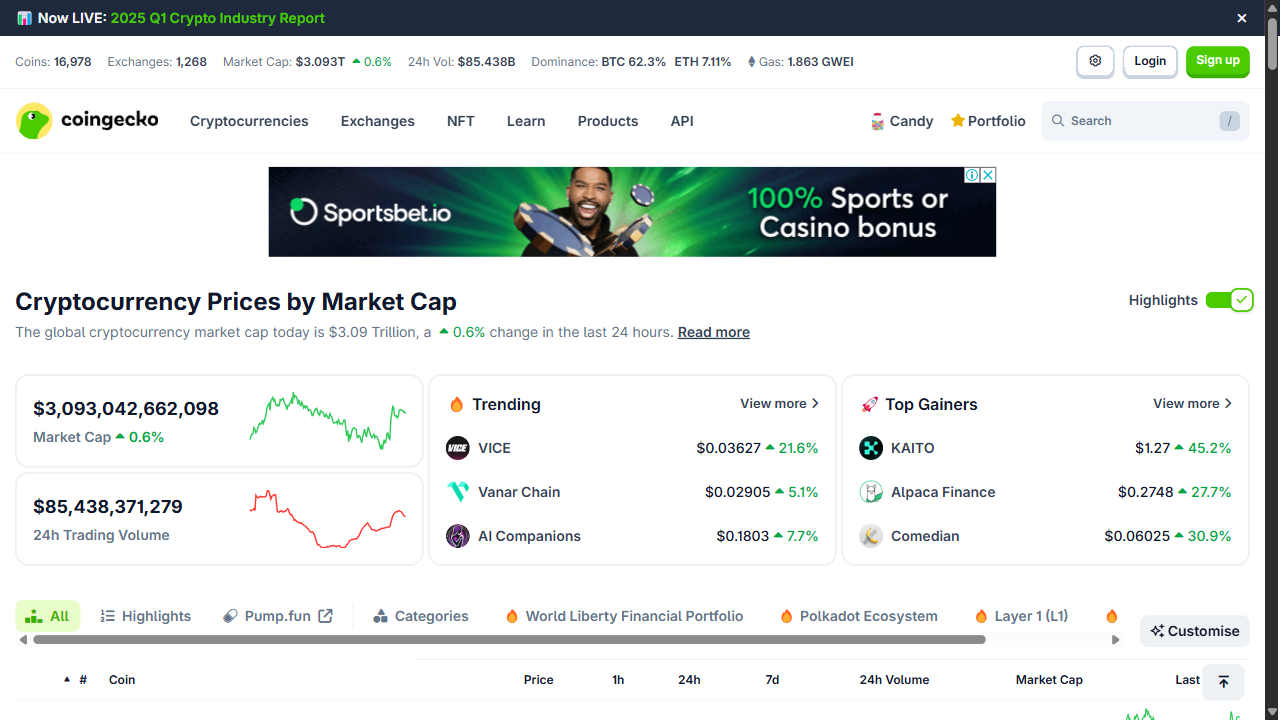 Now LIVE: 2025 Q1 Crypto Industry Report
Coins: 16,978 Exchanges: 1,268 Market Cap: $3.093T 0.6% 24h Vol: $85.438B Dominance: BTC 62.3% ETH 7.11% Gas: 1.863 GWEI
Login
Sign up
coingecko
Cryptocurrencies Exchanges NFT Learn Products API
Candy Portfolio
Search /
Sportsbet.io
100% Sports or
Casino bonus
Cryptocurrency Prices by Market Cap
Highlights
The global cryptocurrency market cap today is $3.09 Trillion, a 0.6% change in the last 24 hours. Read more
$3,093,042,662,098
Market Cap 0.6%
$85,438,371,279
24h Trading Volume
Trending View more
VICE VICE $0.03627 21.6%
Vanar Chain $0.02905 5.1%
AI Companions $0.1803 7.7%
Top Gainers View more
KAITO $1.27 45.2%
Alpaca Finance $0.2748 27.7%
Comedian $0.06025 30.9%
All Highlights Pump.fun Categories World Liberty Financial Portfolio Polkadot Ecosystem Layer 1 (L1)
Customise
# Coin Price 1h 24h 7d 24h Volume Market Cap Last